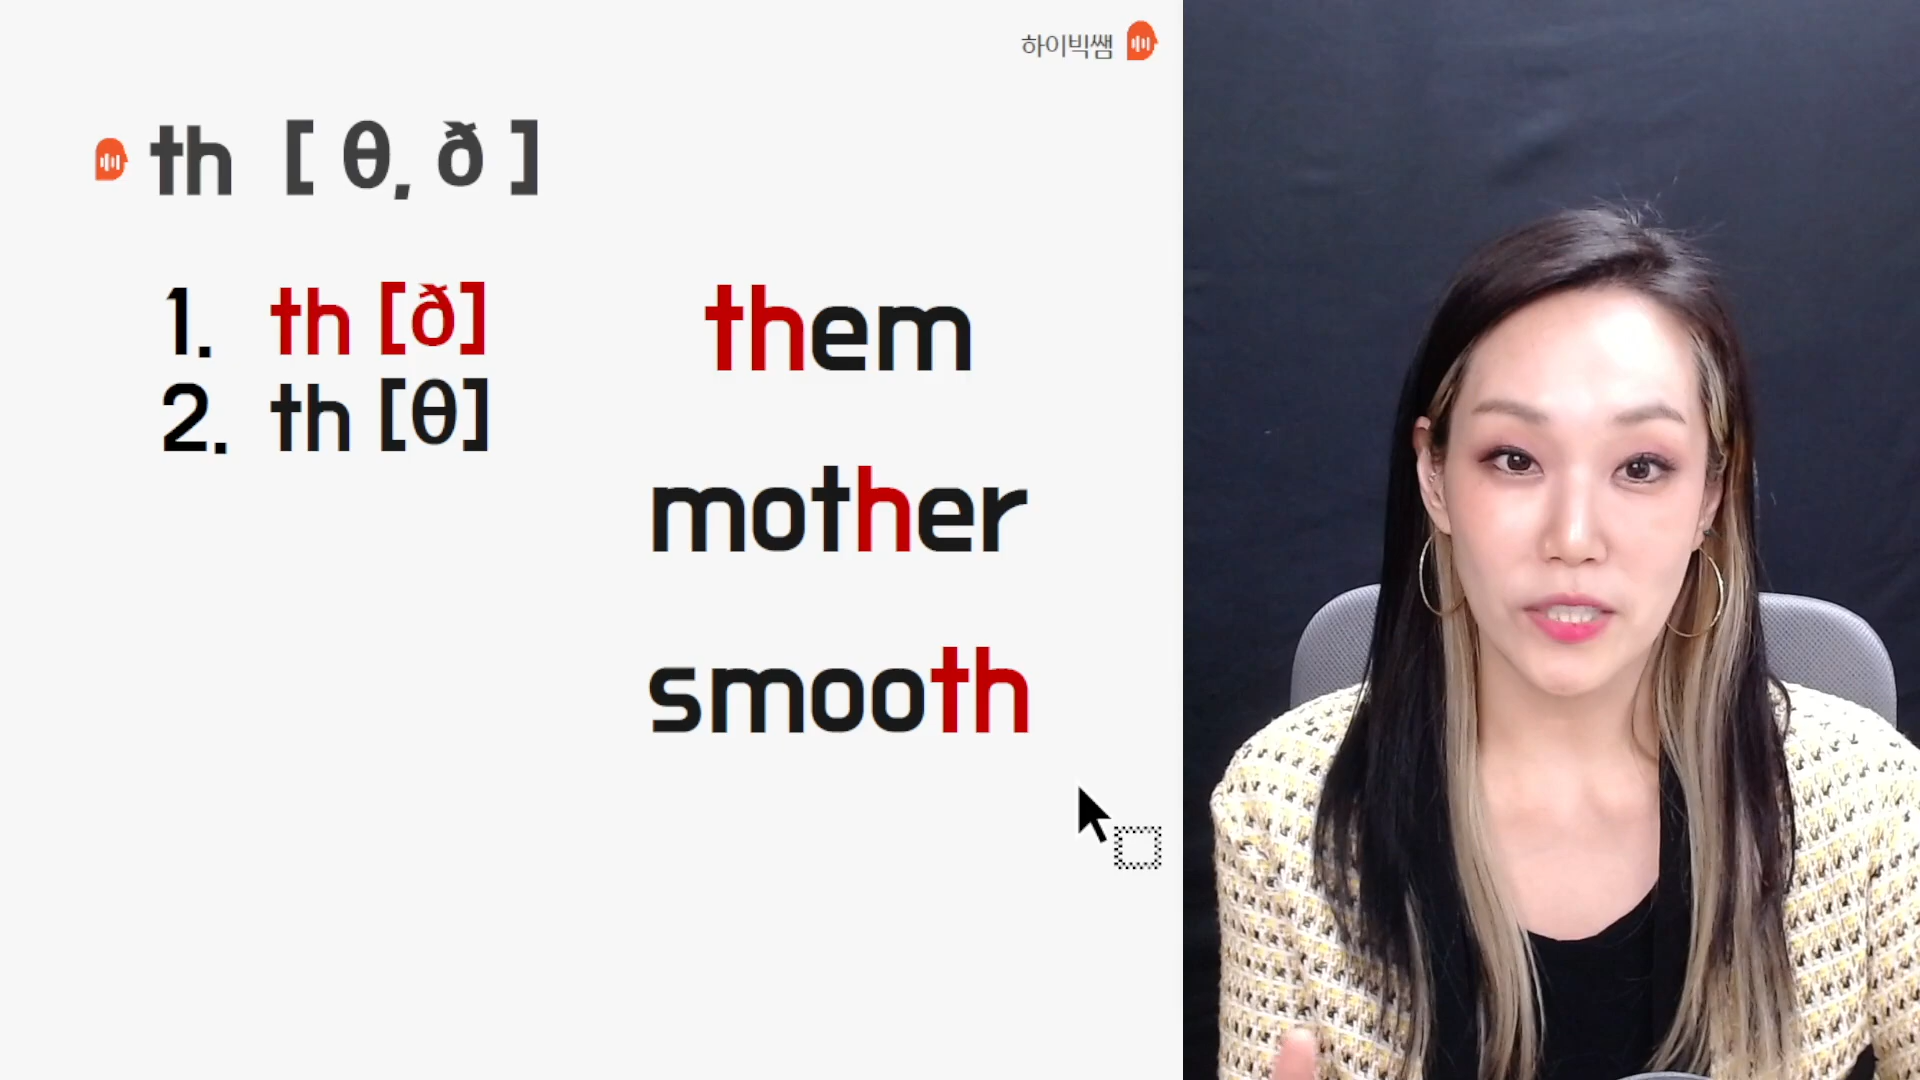 하이빅쌤
th [ θ, ð ]
1. th [ð]
2. th [θ]
them
mother
smooth